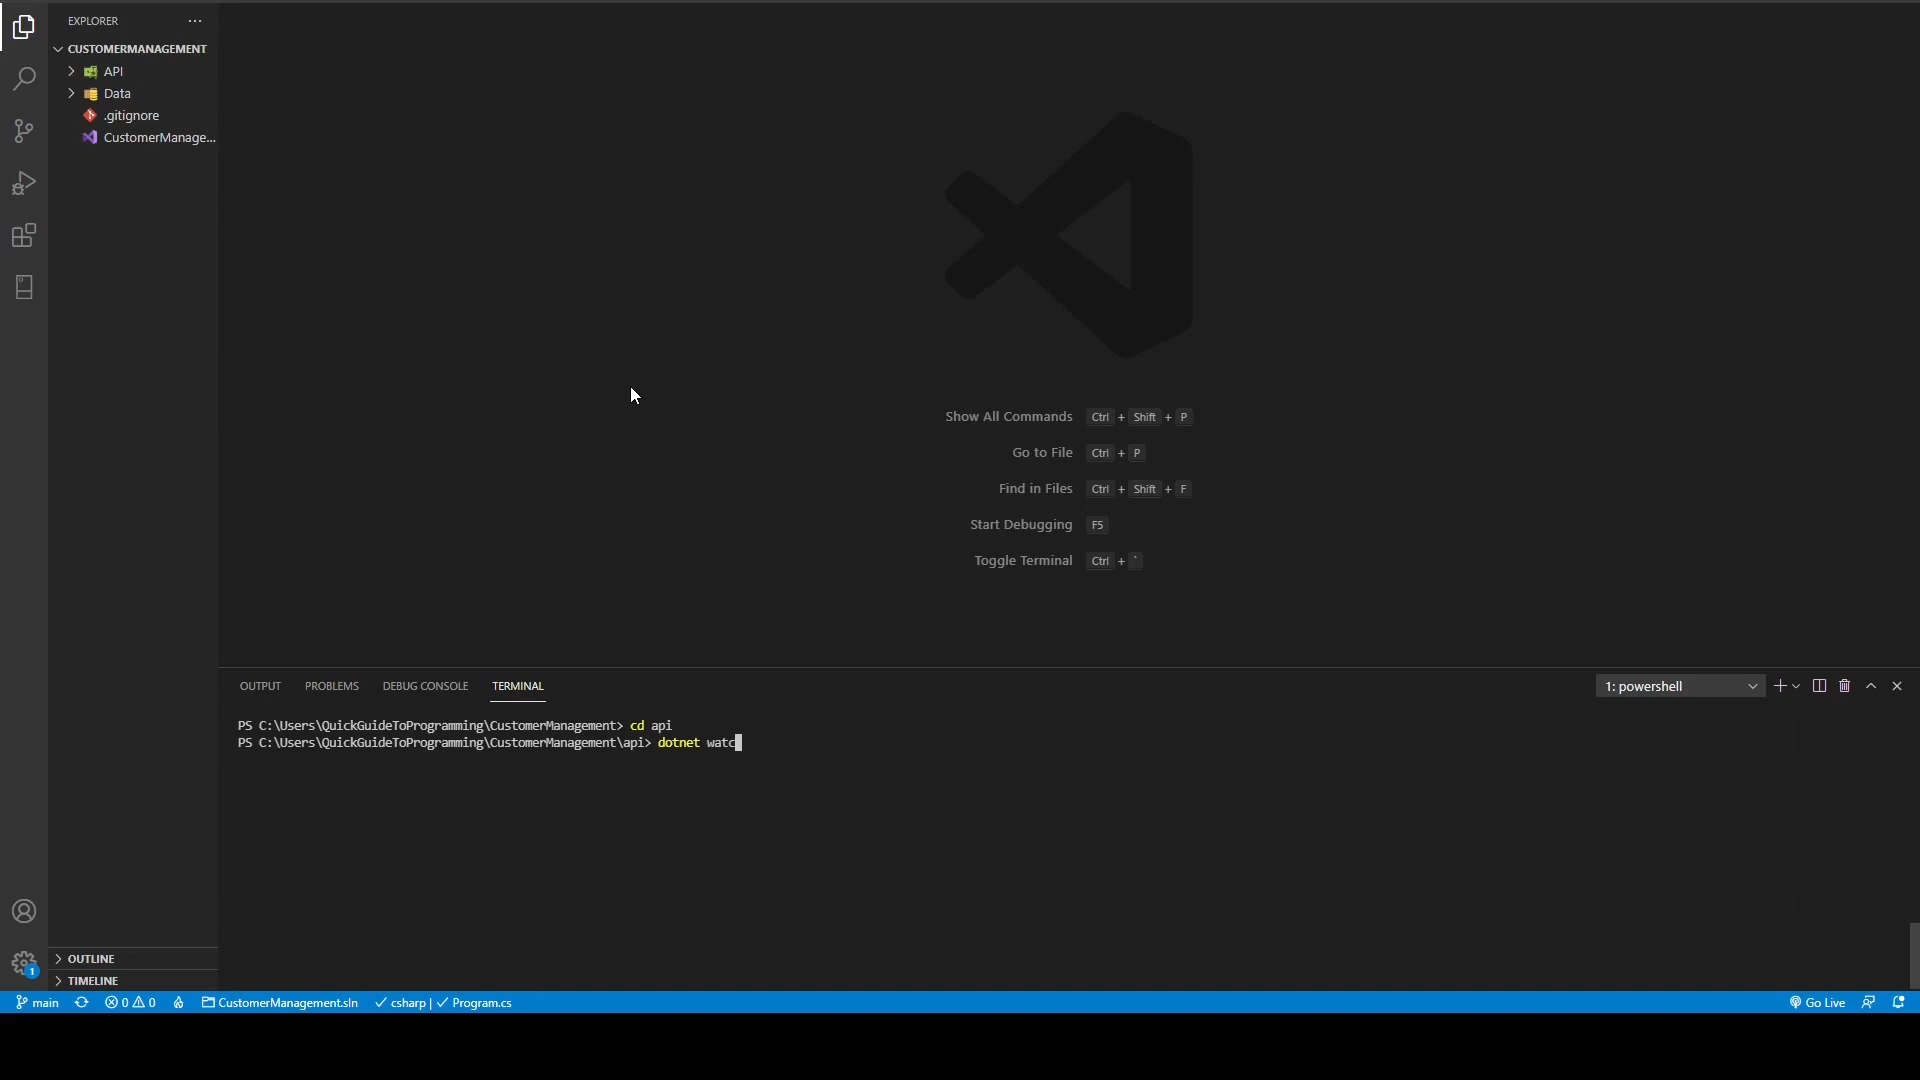 EXPLORER
CUSTOMERMANAGEMENT
API
Data
.gitignore
CustomerManage...
Show All Commands Ctrl + Shift + P
Go to File Ctrl + P
Find in Files Ctrl + Shift + F
Start Debugging F5
Toggle Terminal Ctrl + `
OUTPUT PROBLEMS DEBUG CONSOLE TERMINAL
1: powershell
PS C:\Users\QuickGuideToProgramming\CustomerManagement> cd api
PS C:\Users\QuickGuideToProgramming\CustomerManagement\api> dotnet watc
1
OUTLINE
TIMELINE
main 0 0 CustomerManagement.sln csharp | Program.cs Go Live